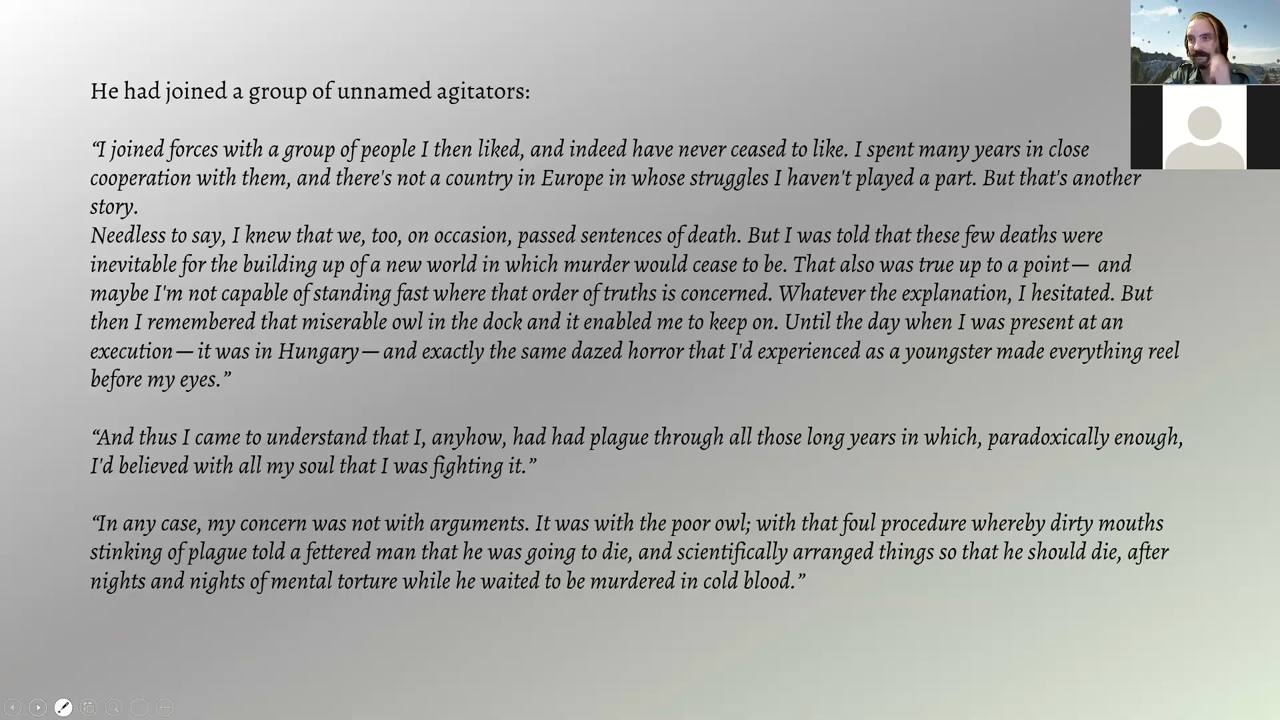 He had joined a group of unnamed agitators:
“I joined forces with a group of people I then liked, and indeed have never ceased to like. I spent many years in close
cooperation with them, and there's not a country in Europe in whose struggles I haven't played a part. But that's another
story.
Needless to say, I knew that we, too, on occasion, passed sentences of death. But I was told that these few deaths were
inevitable for the building up of a new world in which murder would cease to be. That also was true up to a point— and
maybe I'm not capable of standing fast where that order of truths is concerned. Whatever the explanation, I hesitated. But
then I remembered that miserable owl in the dock and it enabled me to keep on. Until the day when I was present at an
execution—it was in Hungary—and exactly the same dazed horror that I'd experienced as a youngster made everything reel
before my eyes.”
“And thus I came to understand that I, anyhow, had had plague through all those long years in which, paradoxically enough,
I'd believed with all my soul that I was fighting it.”
“In any case, my concern was not with arguments. It was with the poor owl; with that foul procedure whereby dirty mouths
stinking of plague told a fettered man that he was going to die, and scientifically arranged things so that he should die, after
nights and nights of mental torture while he waited to be murdered in cold blood.”